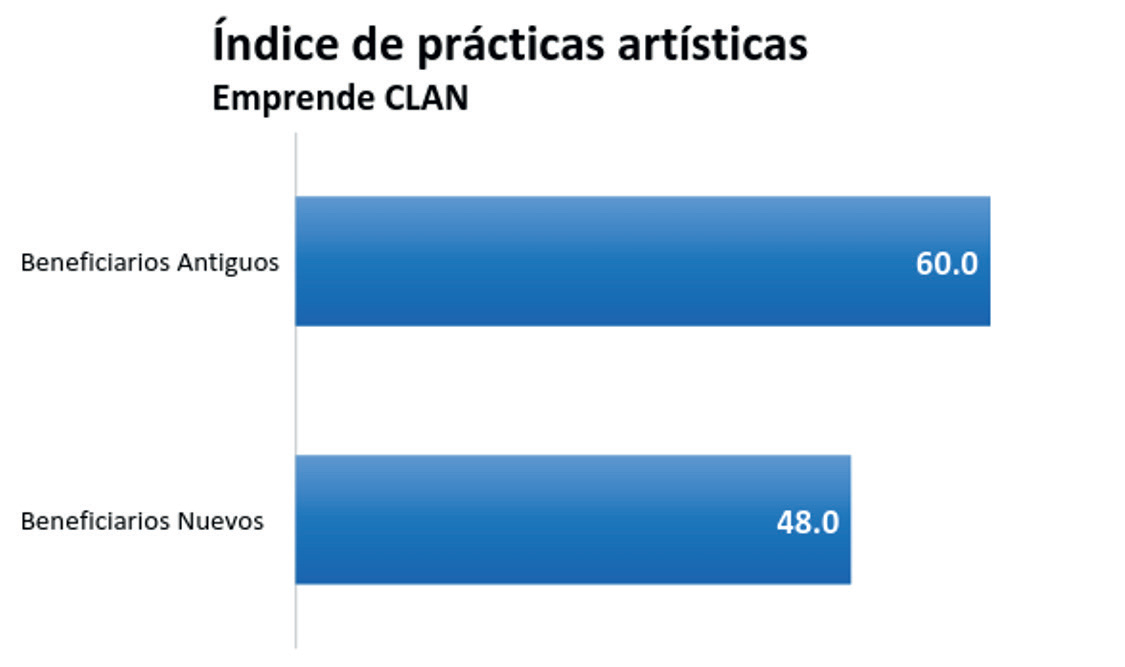 Índice de prácticas artísticas
Emprende CLAN
Beneficiarios Antiguos
60.0
Beneficiarios Nuevos
48.0